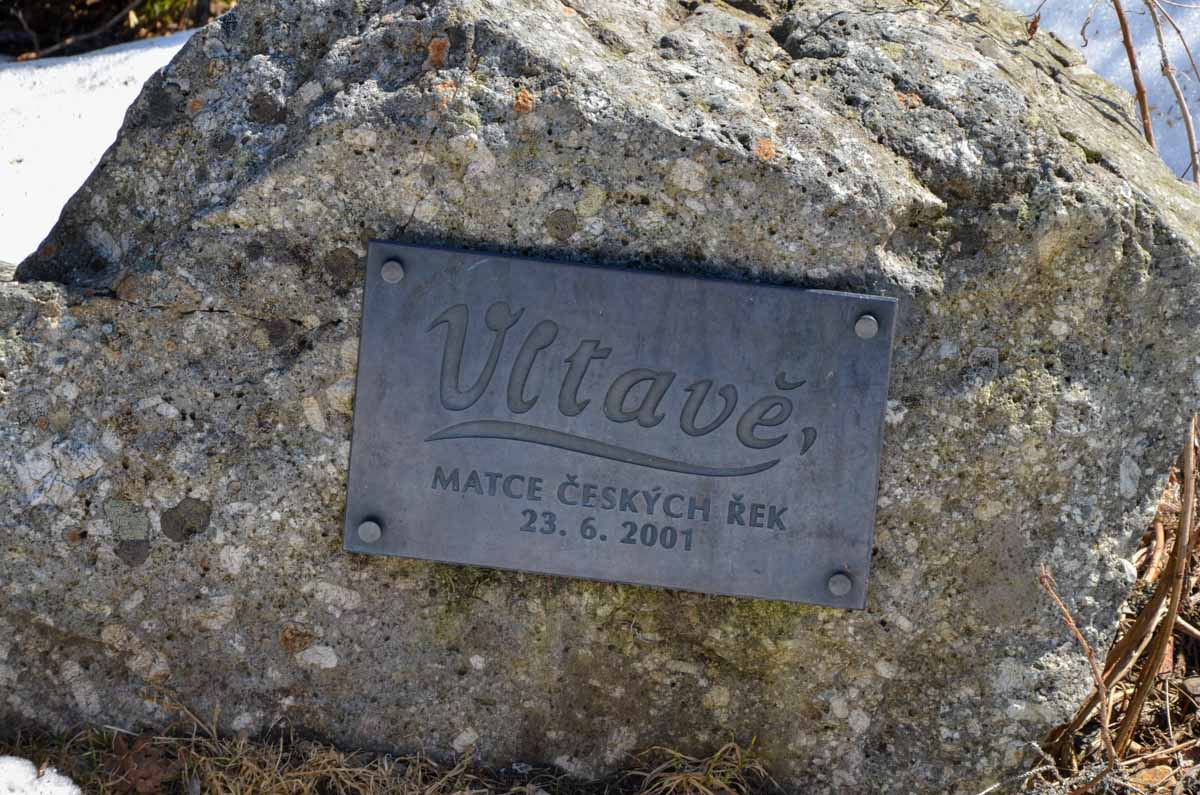 Vltavě,
MATCE ČESKÝCH ŘEK
23. 6. 2001